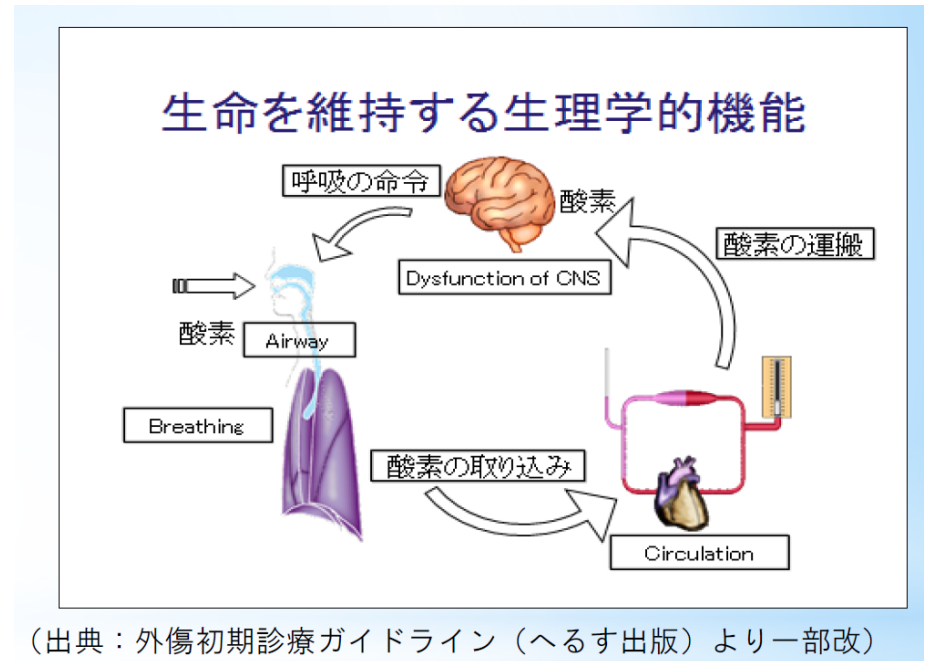 生命を維持する生理学的機能
呼吸の命令
酸素
酸素の運搬
Dysfunction of CNS
酸素
Airway
Breathing
酸素の取り込み
Circulation
（出典：外傷初期診療ガイドライン（へるす出版）より一部改）